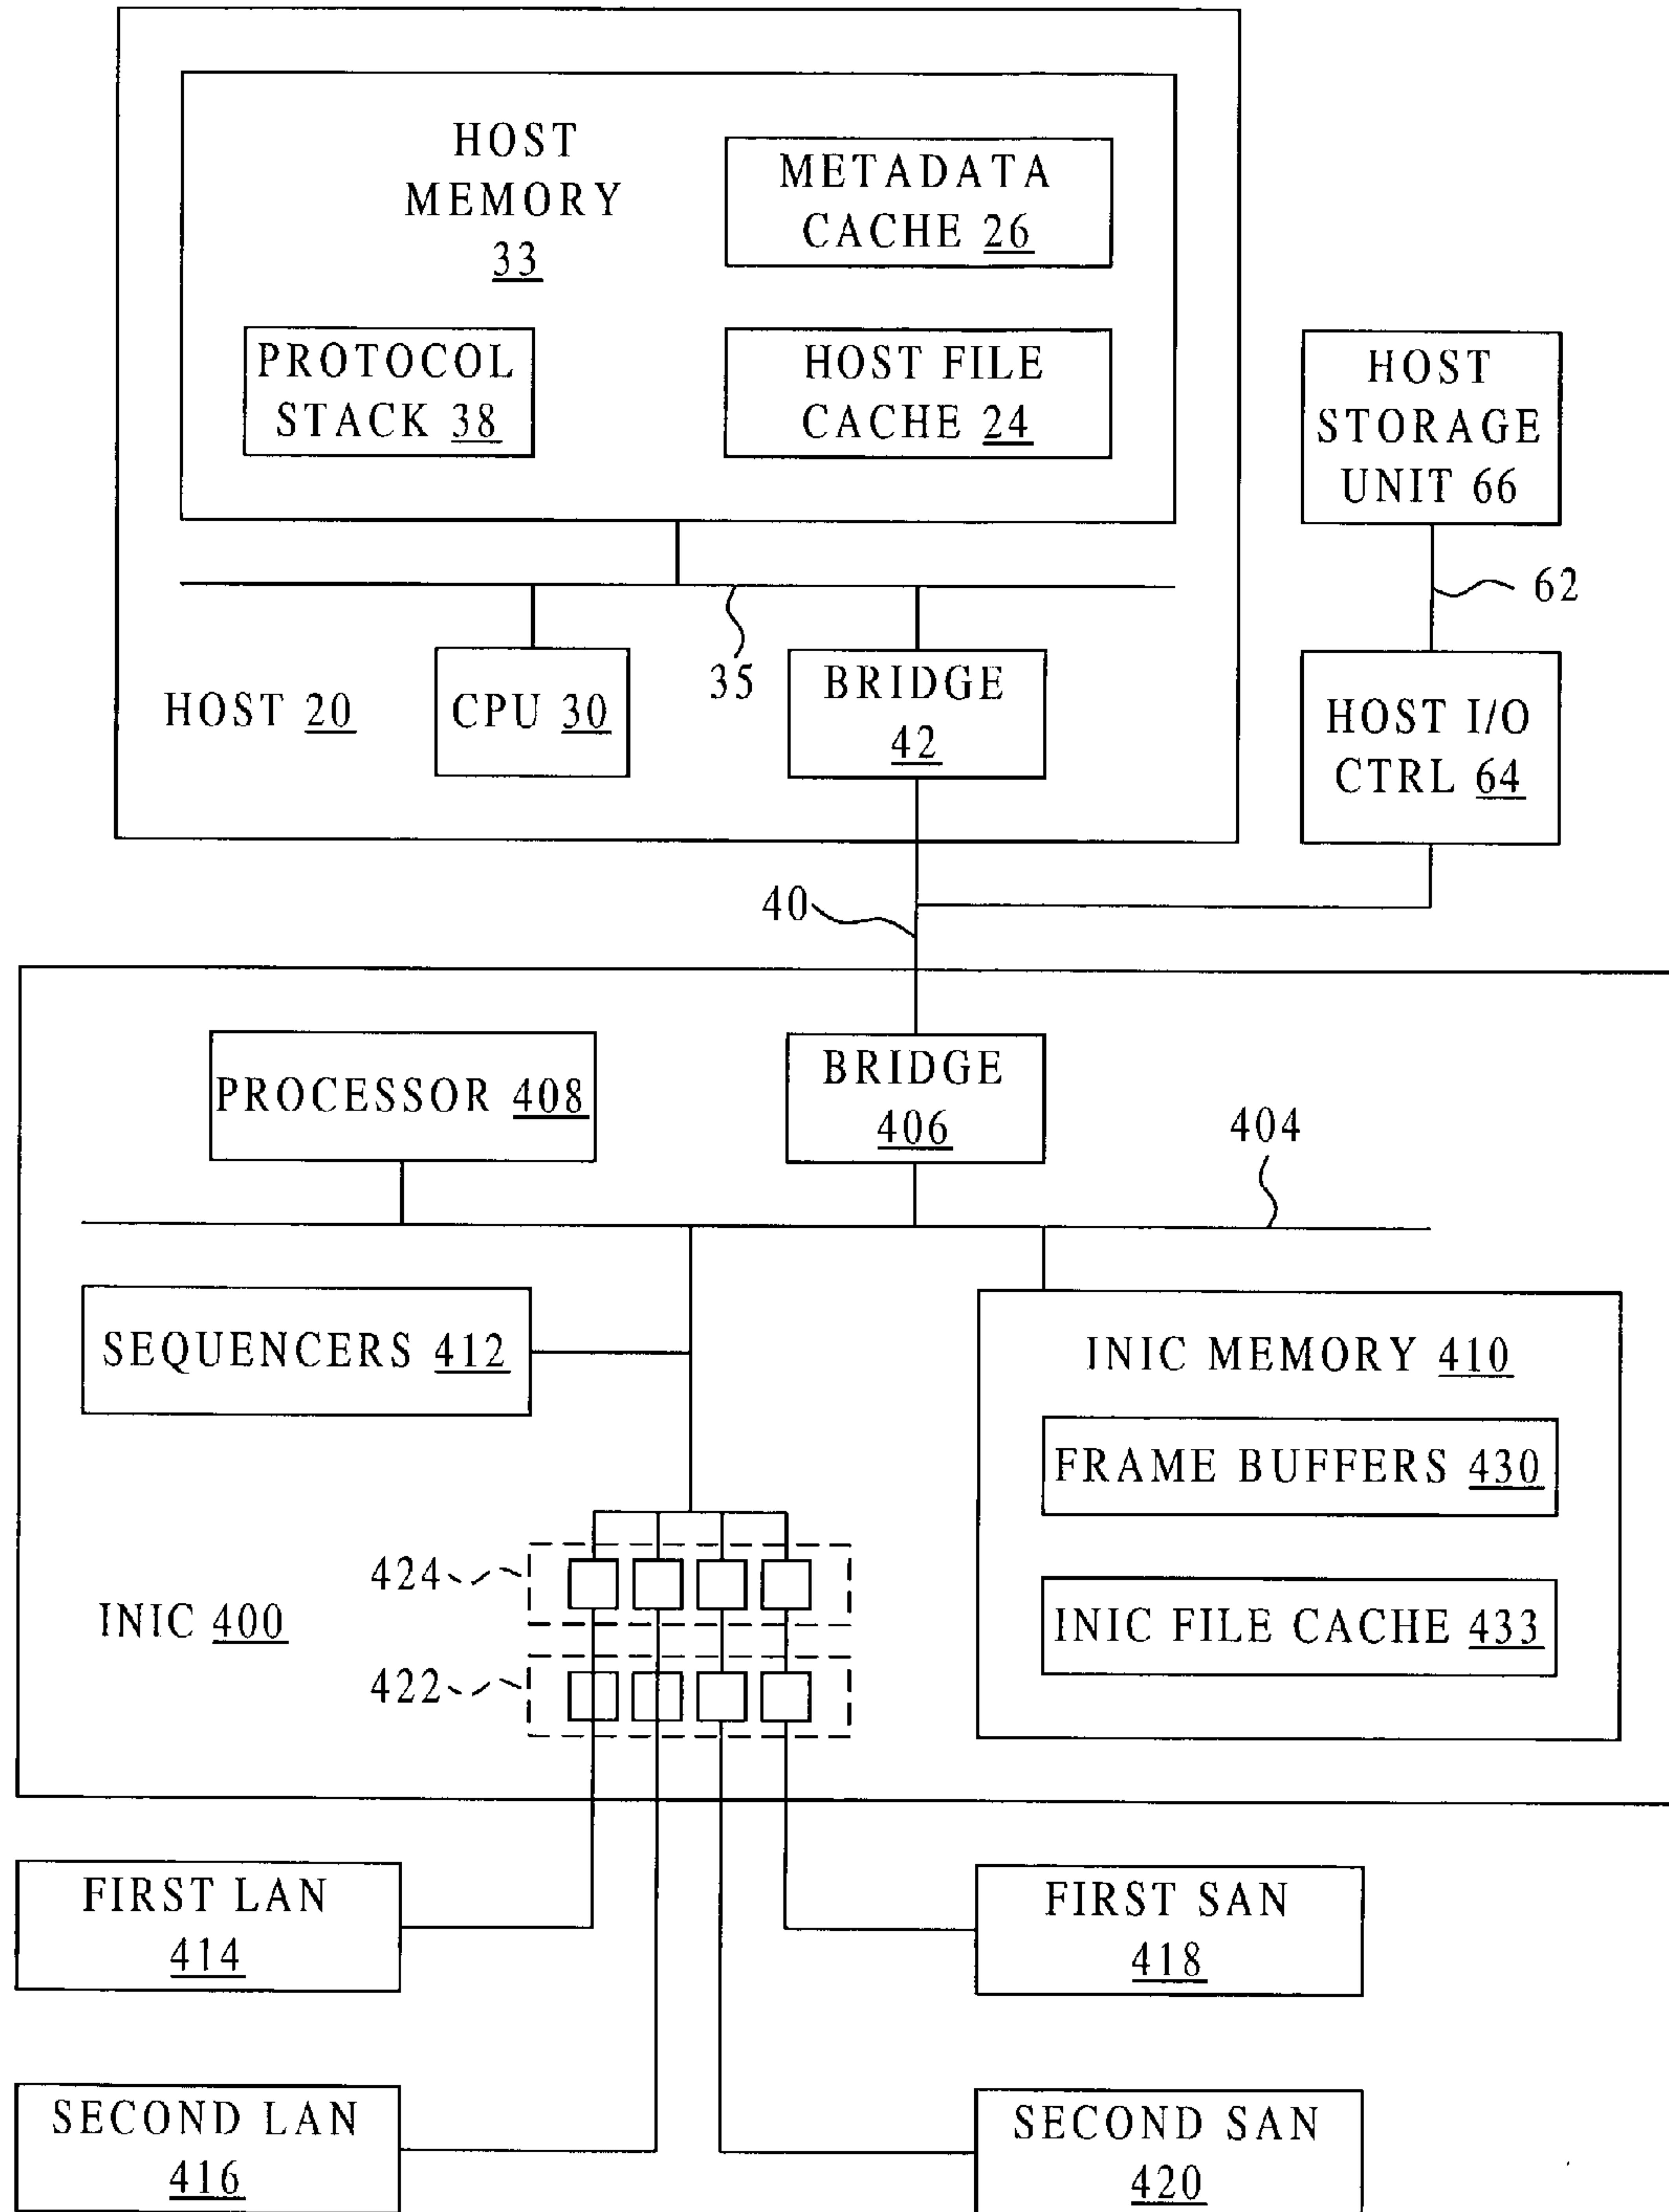 HOST
MEMORY
33
METADATA
CACHE 26
PROTOCOL
STACK 38
HOST FILE
CACHE 24
HOST
STORAGE
UNIT 66
62
35
HOST 20
CPU 30
BRIDGE
42
HOST I/O
CTRL 64
40
PROCESSOR 408
BRIDGE
406
404
SEQUENCERS 412
INIC MEMORY 410
FRAME BUFFERS 430
INIC FILE CACHE 433
424
INIC 400
422
FIRST LAN
414
FIRST SAN
418
SECOND LAN
416
SECOND SAN
420